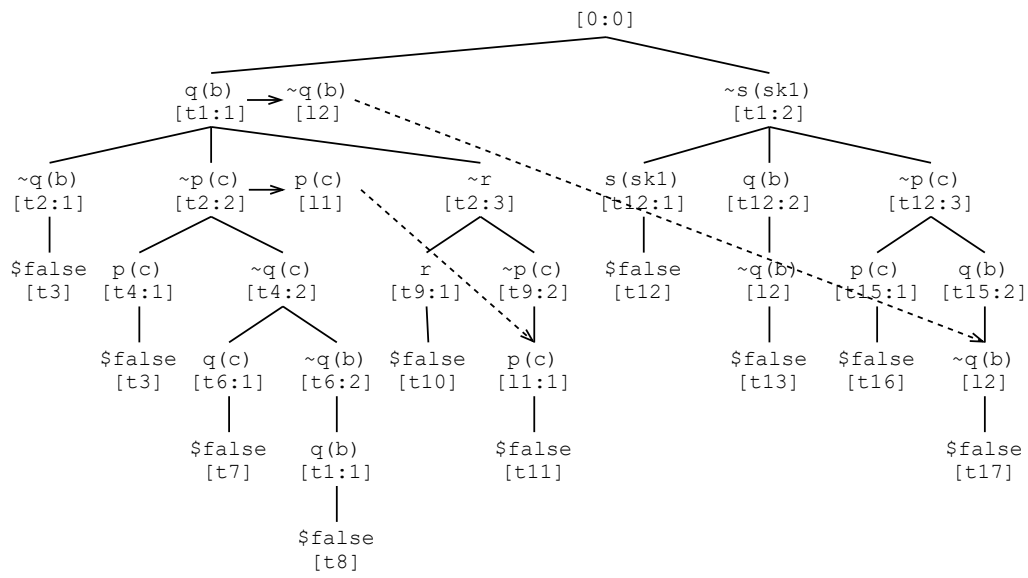 [0:0]
q(b) ~q(b) ~s(sk1)
[t1:1] [l2] [t1:2]
~q(b) ~p(c) p(c) ~r s(sk1) q(b) ~p(c)
[t2:1] [t2:2] [l1] [t2:3] [t12:1] [t12:2] [t12:3]
$false p(c) ~q(c) r ~p(c) $false ~q(b) p(c) q(b)
[t3] [t4:1] [t4:2] [t9:1] [t9:2] [t12] [l2] [t15:1] [t15:2]
$false q(c) ~q(b) $false p(c) $false $false ~q(b)
[t3] [t6:1] [t6:2] [t10] [l1:1] [t13] [t16] [l2]
$false q(b) $false $false
[t7] [t1:1] [t11] [t17]
$false
[t8]